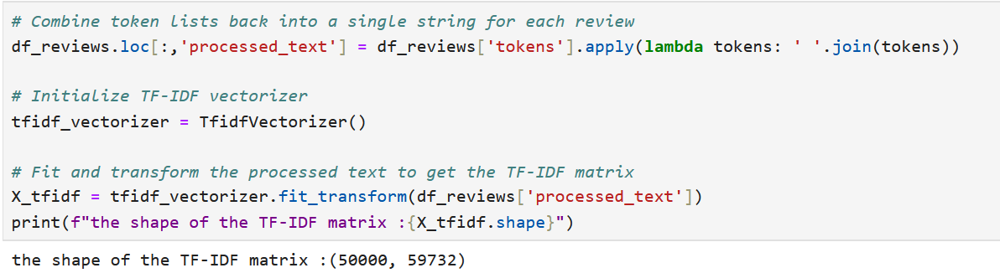 # Combine token lists back into a single string for each review
df_reviews.loc[:,'processed_text'] = df_reviews['tokens'].apply(lambda tokens: ' '.join(tokens))
# Initialize TF-IDF vectorizer
tfidf_vectorizer = TfidfVectorizer()
# Fit and transform the processed text to get the TF-IDF matrix
X_tfidf = tfidf_vectorizer.fit_transform(df_reviews['processed_text'])
print(f"the shape of the TF-IDF matrix :{X_tfidf.shape}")
the shape of the TF-IDF matrix :(50000, 59732)